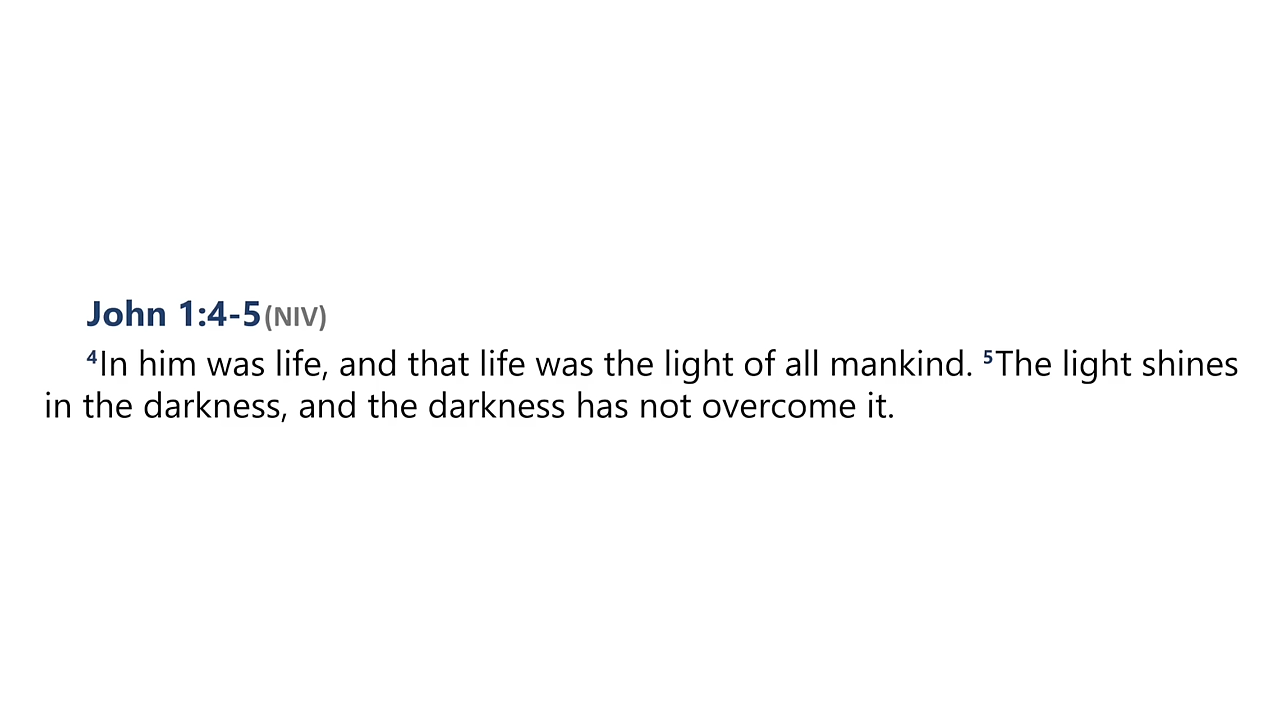 John 1:4-5 (NIV)
4In him was life, and that life was the light of all mankind. 5The light shines
in the darkness, and the darkness has not overcome it.